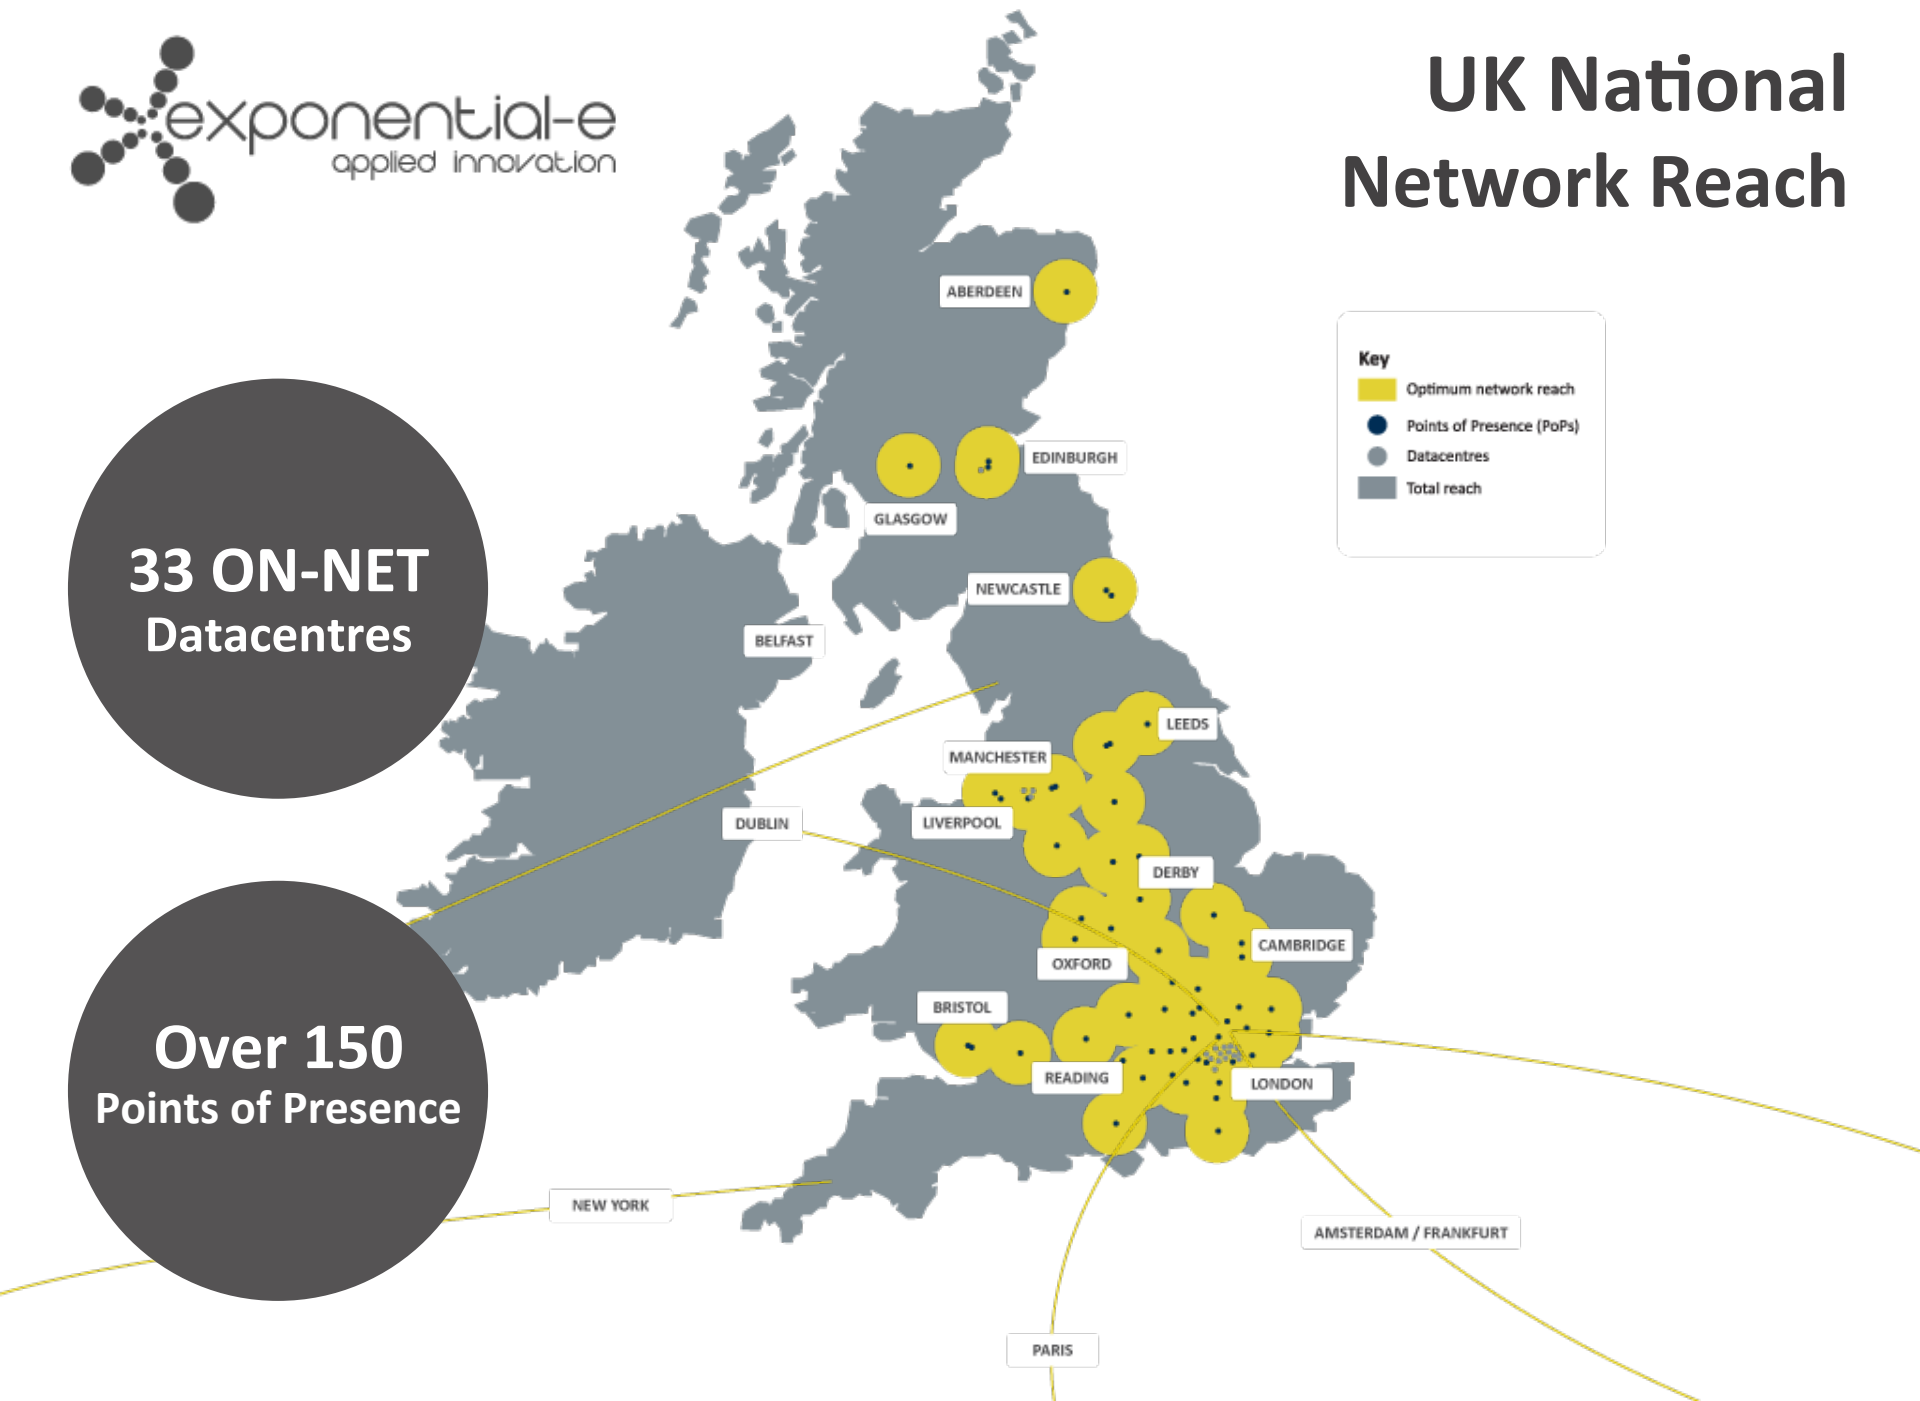 exponential-e
applied innovation
UK National
Network Reach
Key
Optimum network reach
Points of Presence (PoPs)
Datacentres
Total reach
33 ON-NET
Datacentres
Over 150
Points of Presence
ABERDEEN
EDINBURGH
GLASGOW
NEWCASTLE
BELFAST
LEEDS
MANCHESTER
DUBLIN
LIVERPOOL
DERBY
CAMBRIDGE
OXFORD
BRISTOL
READING
LONDON
NEW YORK
AMSTERDAM / FRANKFURT
PARIS